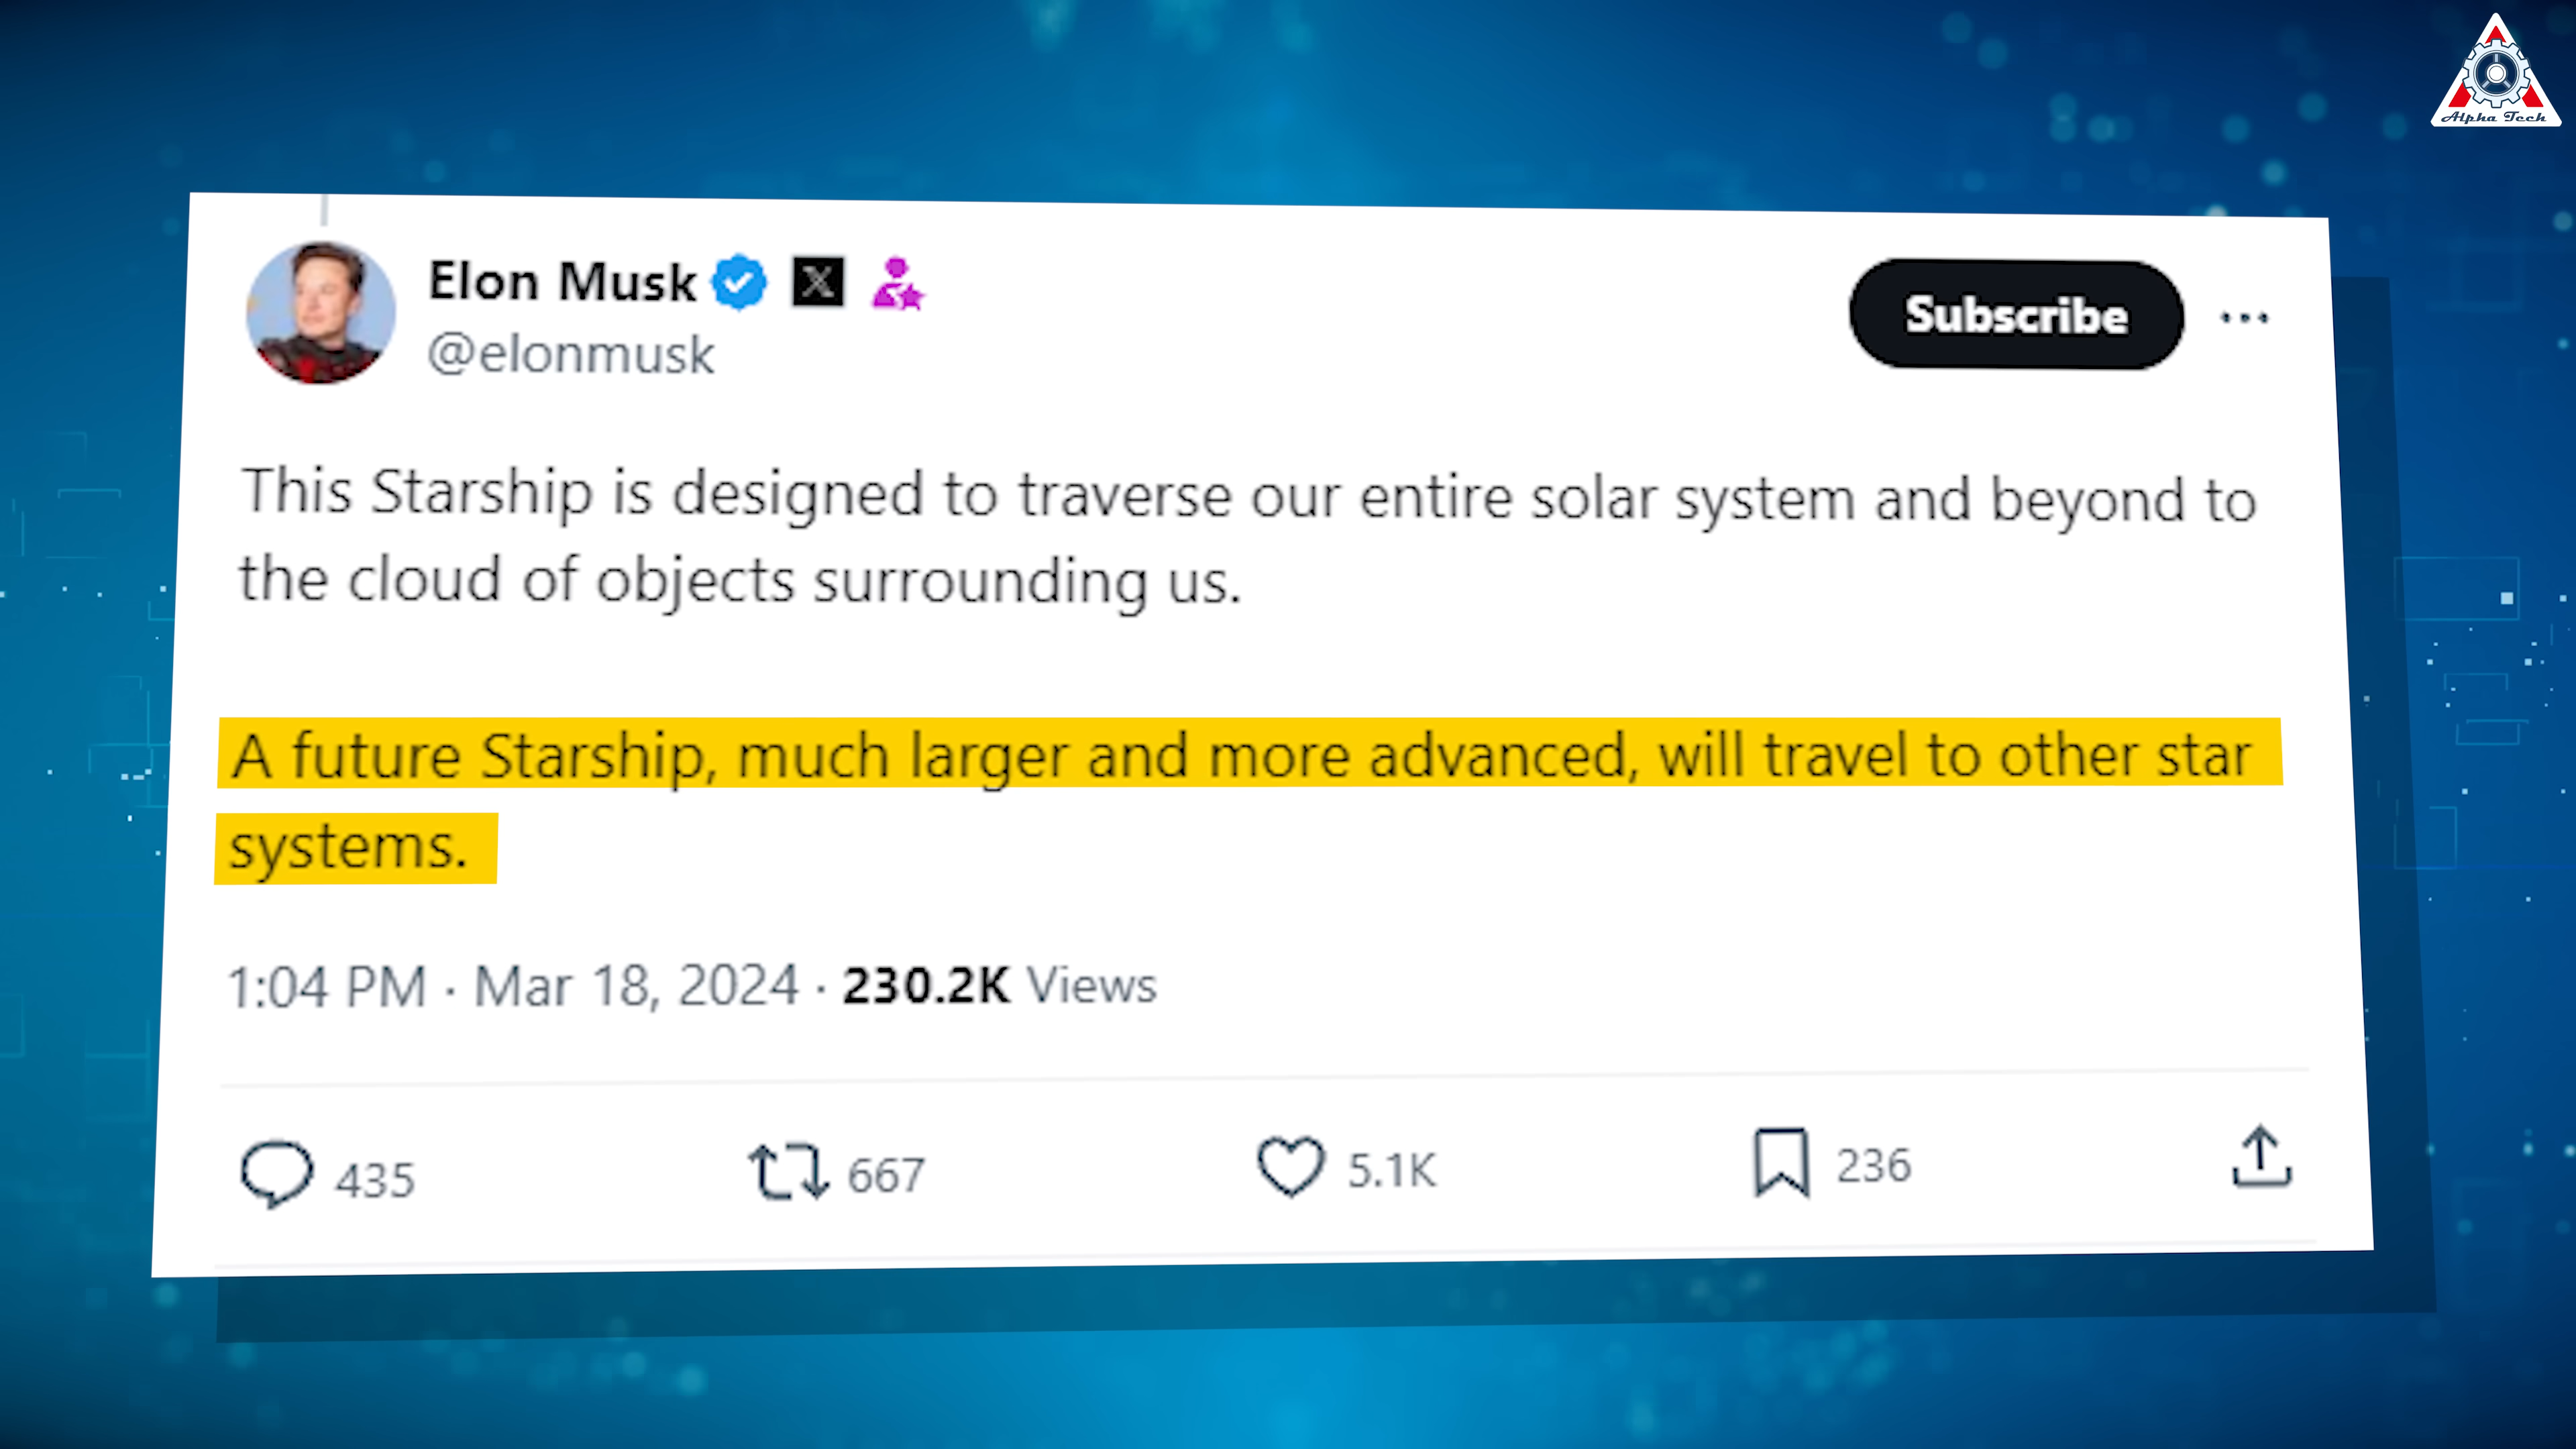 Alpha Tech
Elon Musk
@elonmusk
Subscribe
This Starship is designed to traverse our entire solar system and beyond to
the cloud of objects surrounding us.
A future Starship, much larger and more advanced, will travel to other star
systems.
1:04 PM · Mar 18, 2024 · 230.2K Views
435 667 5.1K 236